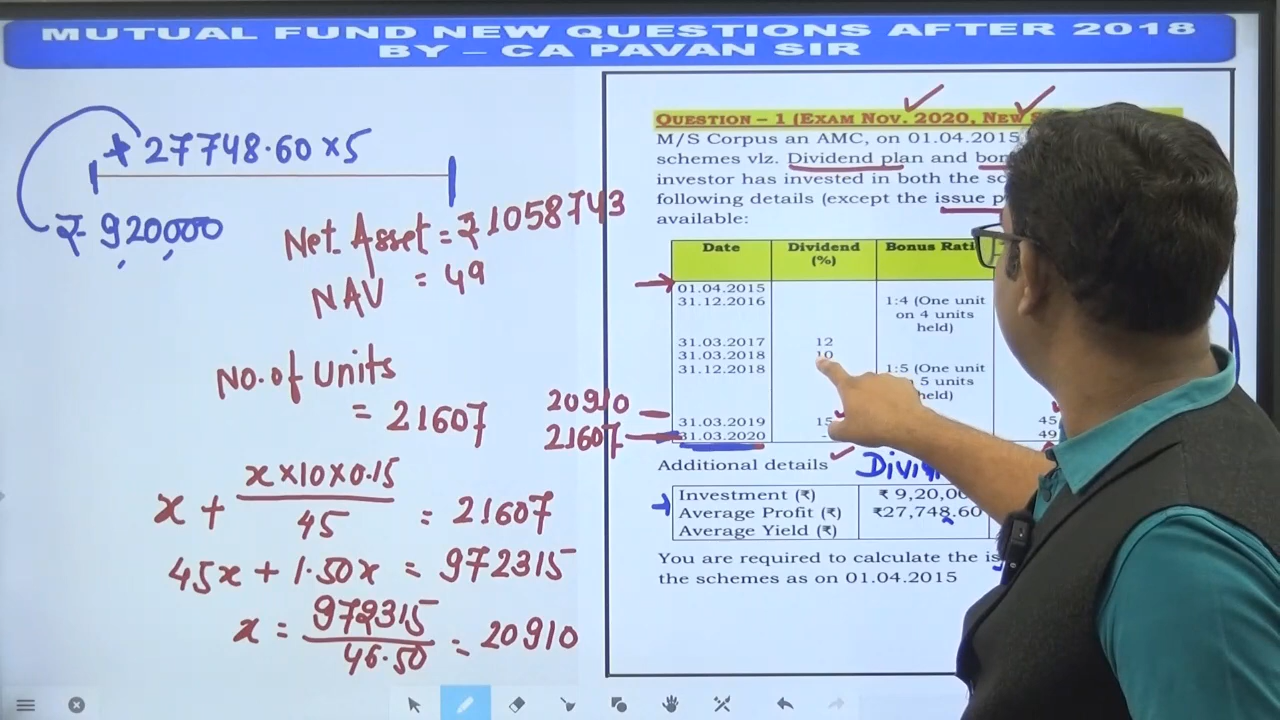 MUTUAL FUND NEW QUESTIONS AFTER 2018
BY – CA PAVAN SIR
+ 27748.60 × 5
₹ 920000
Net Asset = ₹ 1058743
NAV = 49
No. of Units
= 21607
20910
21607
x + x×10×0.15 / 45 = 21607
45x + 1.50x = 972315
x = 972315 / 46.50 = 20910
QUESTION – 1 (EXAM NOV. 2020, NEW
M/S Corpus an AMC, on 01.04.2015
schemes vlz. Dividend plan and
investor has invested in both the
following details (except the issue
available:
Date Dividend (%) Bonus
01.04.2015
31.12.2016 1:4 (One unit on 4 units held)
31.03.2017 12
31.03.2018 10
31.12.2018 1:5 (One unit 5 units held)
31.03.2019 15 45
31.03.2020 - 49
Additional details
Investment (₹) ₹ 9,20,00
Average Profit (₹) ₹27,748.60
Average Yield (₹)
You are required to calculate the
the schemes as on 01.04.2015